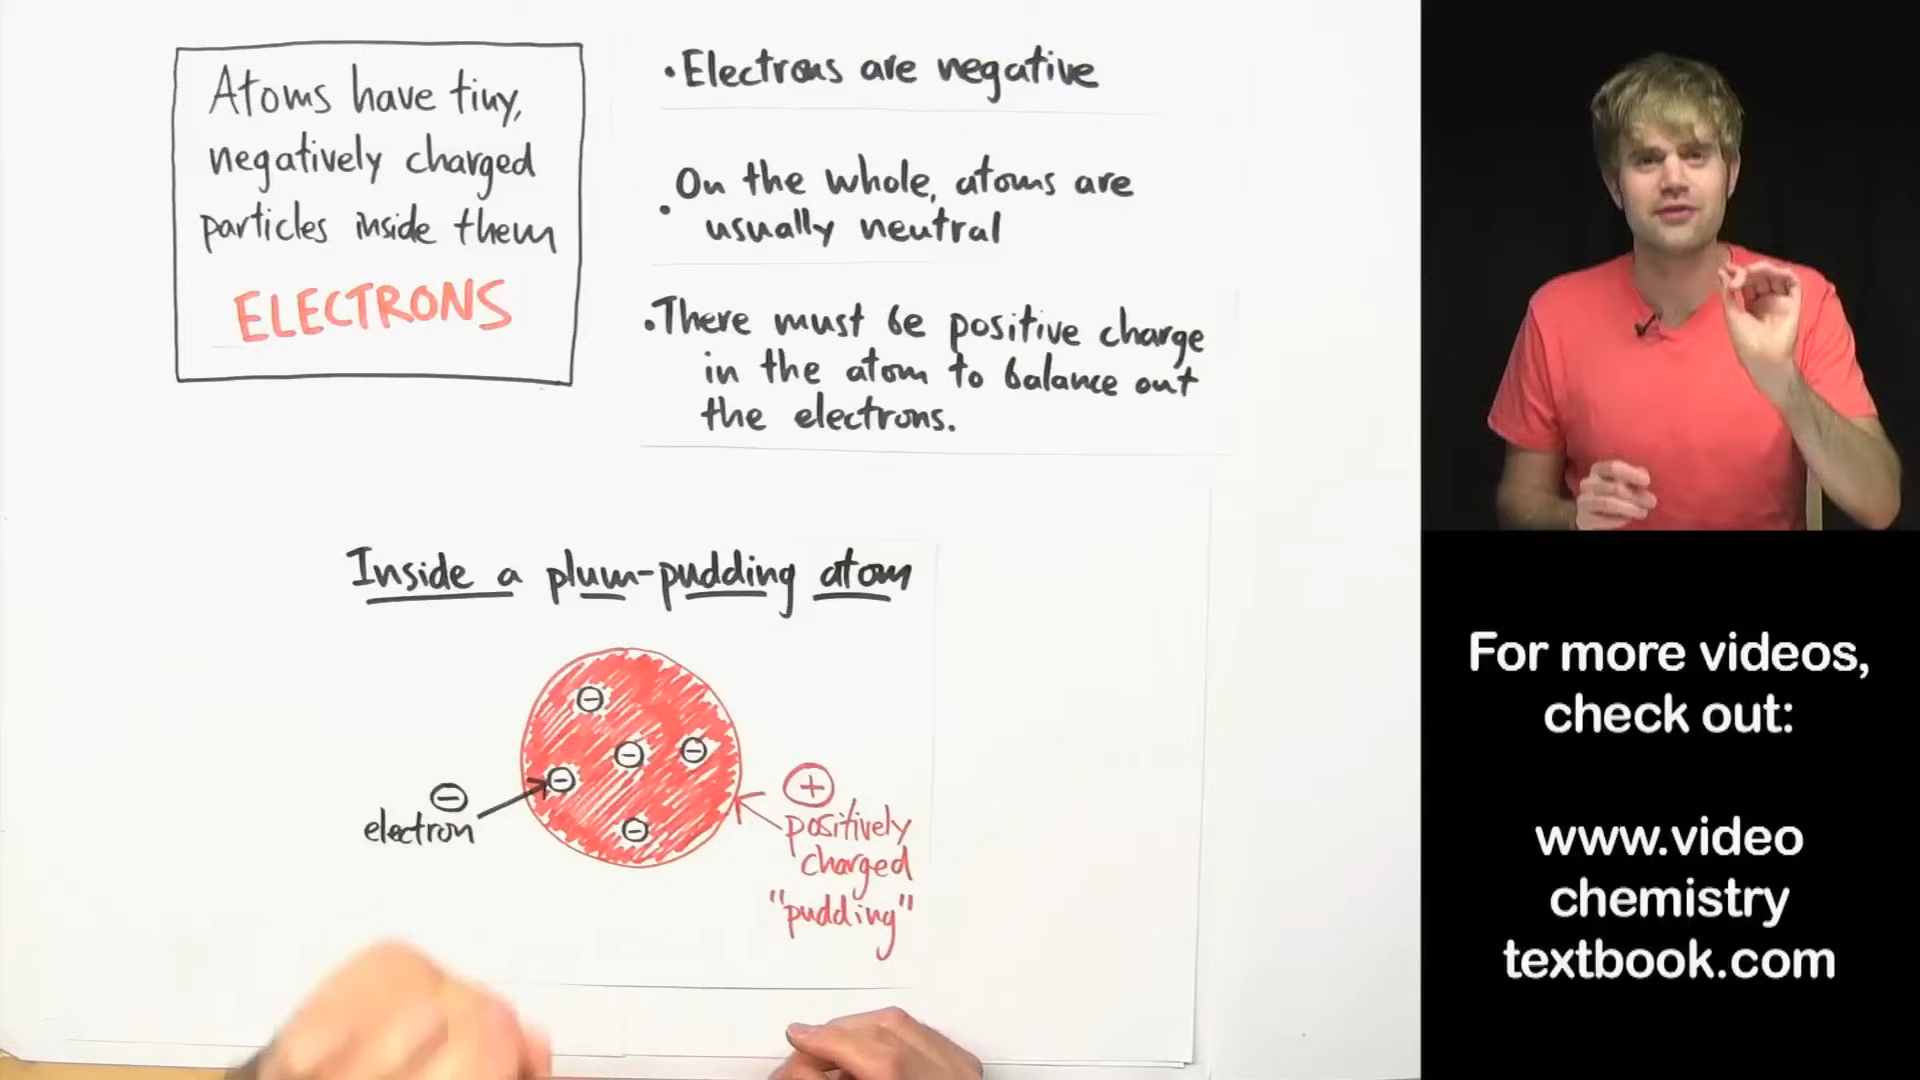 Atoms have tiny,
negatively charged
particles inside them
ELECTRONS
•Electrons are negative
•On the whole, atoms are
usually neutral
•There must be positive charge
in the atom to balance out
the electrons.
Inside a plum-pudding atom
−
−
−
−
−
−
electron
+
positively
charged
"pudding"
For more videos,
check out:
www.video
chemistry
textbook.com